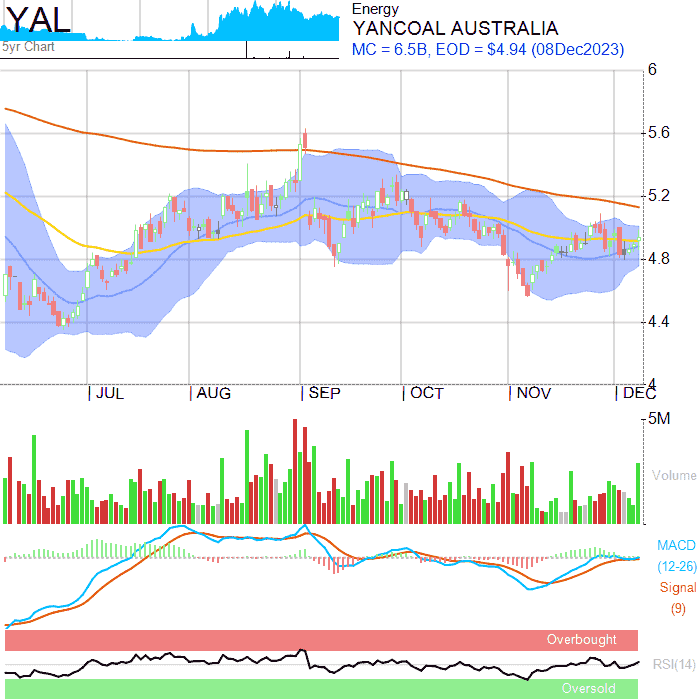 YAL
5yr Chart
Energy
YANCOAL AUSTRALIA
MC = 6.5B, EOD = $4.94 (08Dec2023)
6
5.6
5.2
4.8
4.4
4
JUL AUG SEP OCT NOV DEC
5M
Volume
MACD
(12-26)
Signal
(9)
Overbought
RSI(14)
Oversold